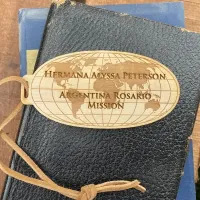 Hermana Alyssa Peterson
Argentina Rosario
Mission